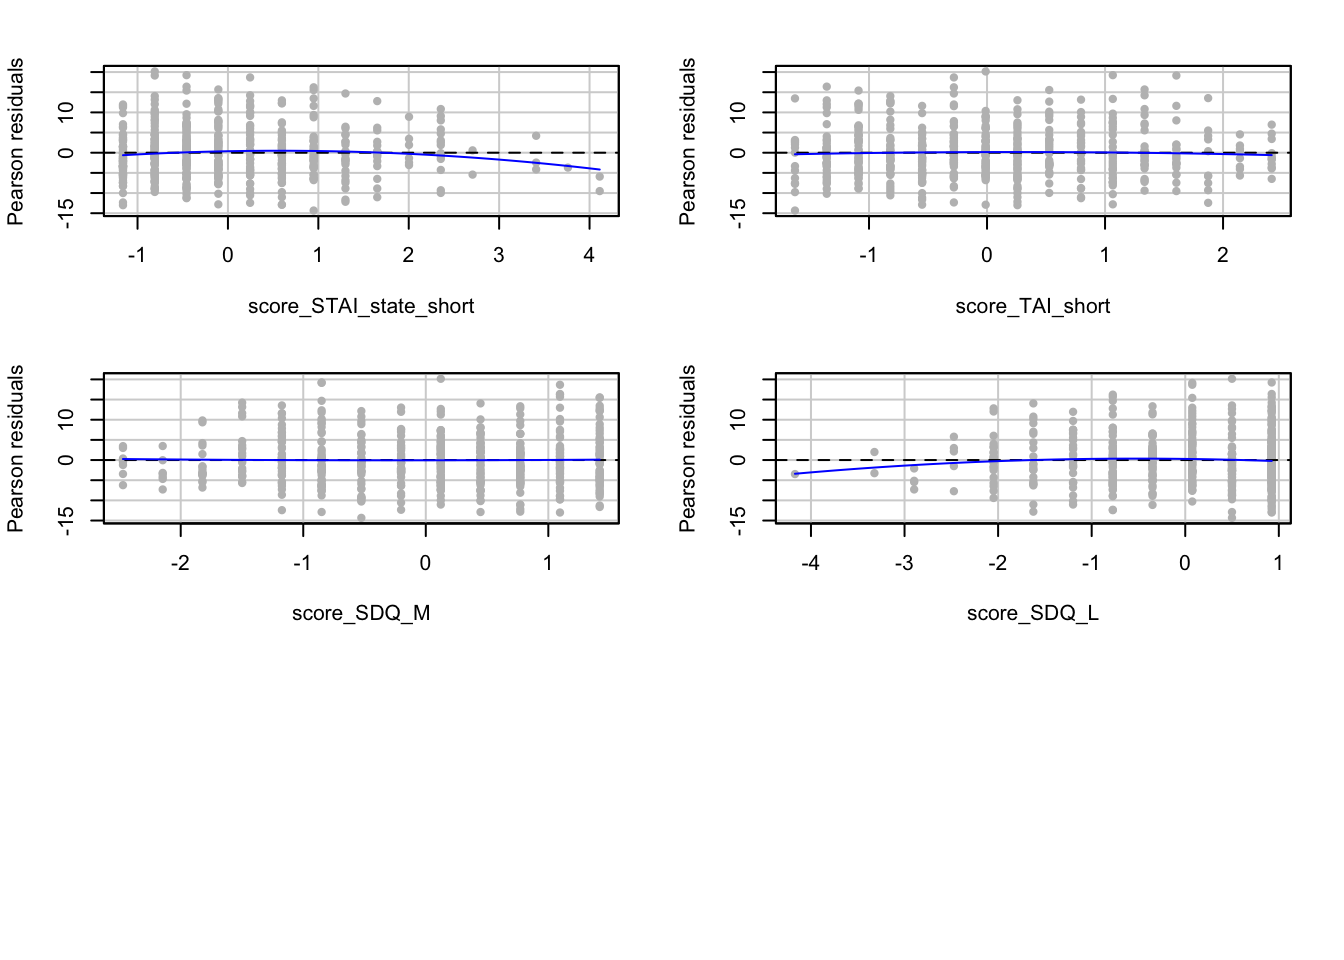 Pearson residuals
10
0
-15
-1 0 1 2 3 4
score_STAI_state_short
Pearson residuals
10
0
-15
-1 0 1 2
score_TAI_short
Pearson residuals
10
0
-15
-2 -1 0 1
score_SDQ_M
Pearson residuals
10
0
-15
-4 -3 -2 -1 0 1
score_SDQ_L